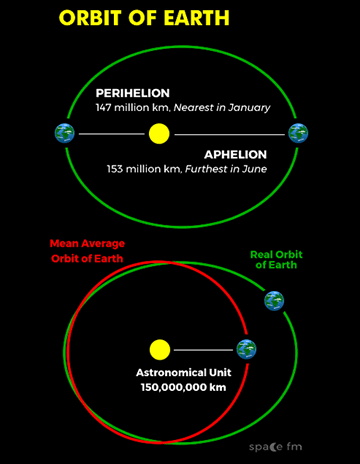 ORBIT OF EARTH
PERIHELION
147 million km, Nearest in January
APHELION
153 million km, Furthest in June
Mean Average
Orbit of Earth
Real Orbit
of Earth
Astronomical Unit
150,000,000 km
space fm